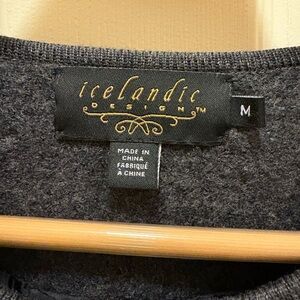 icelandic
DESIGN™
M
MADE IN
CHINA
FABRIQUÉ
A CHINE